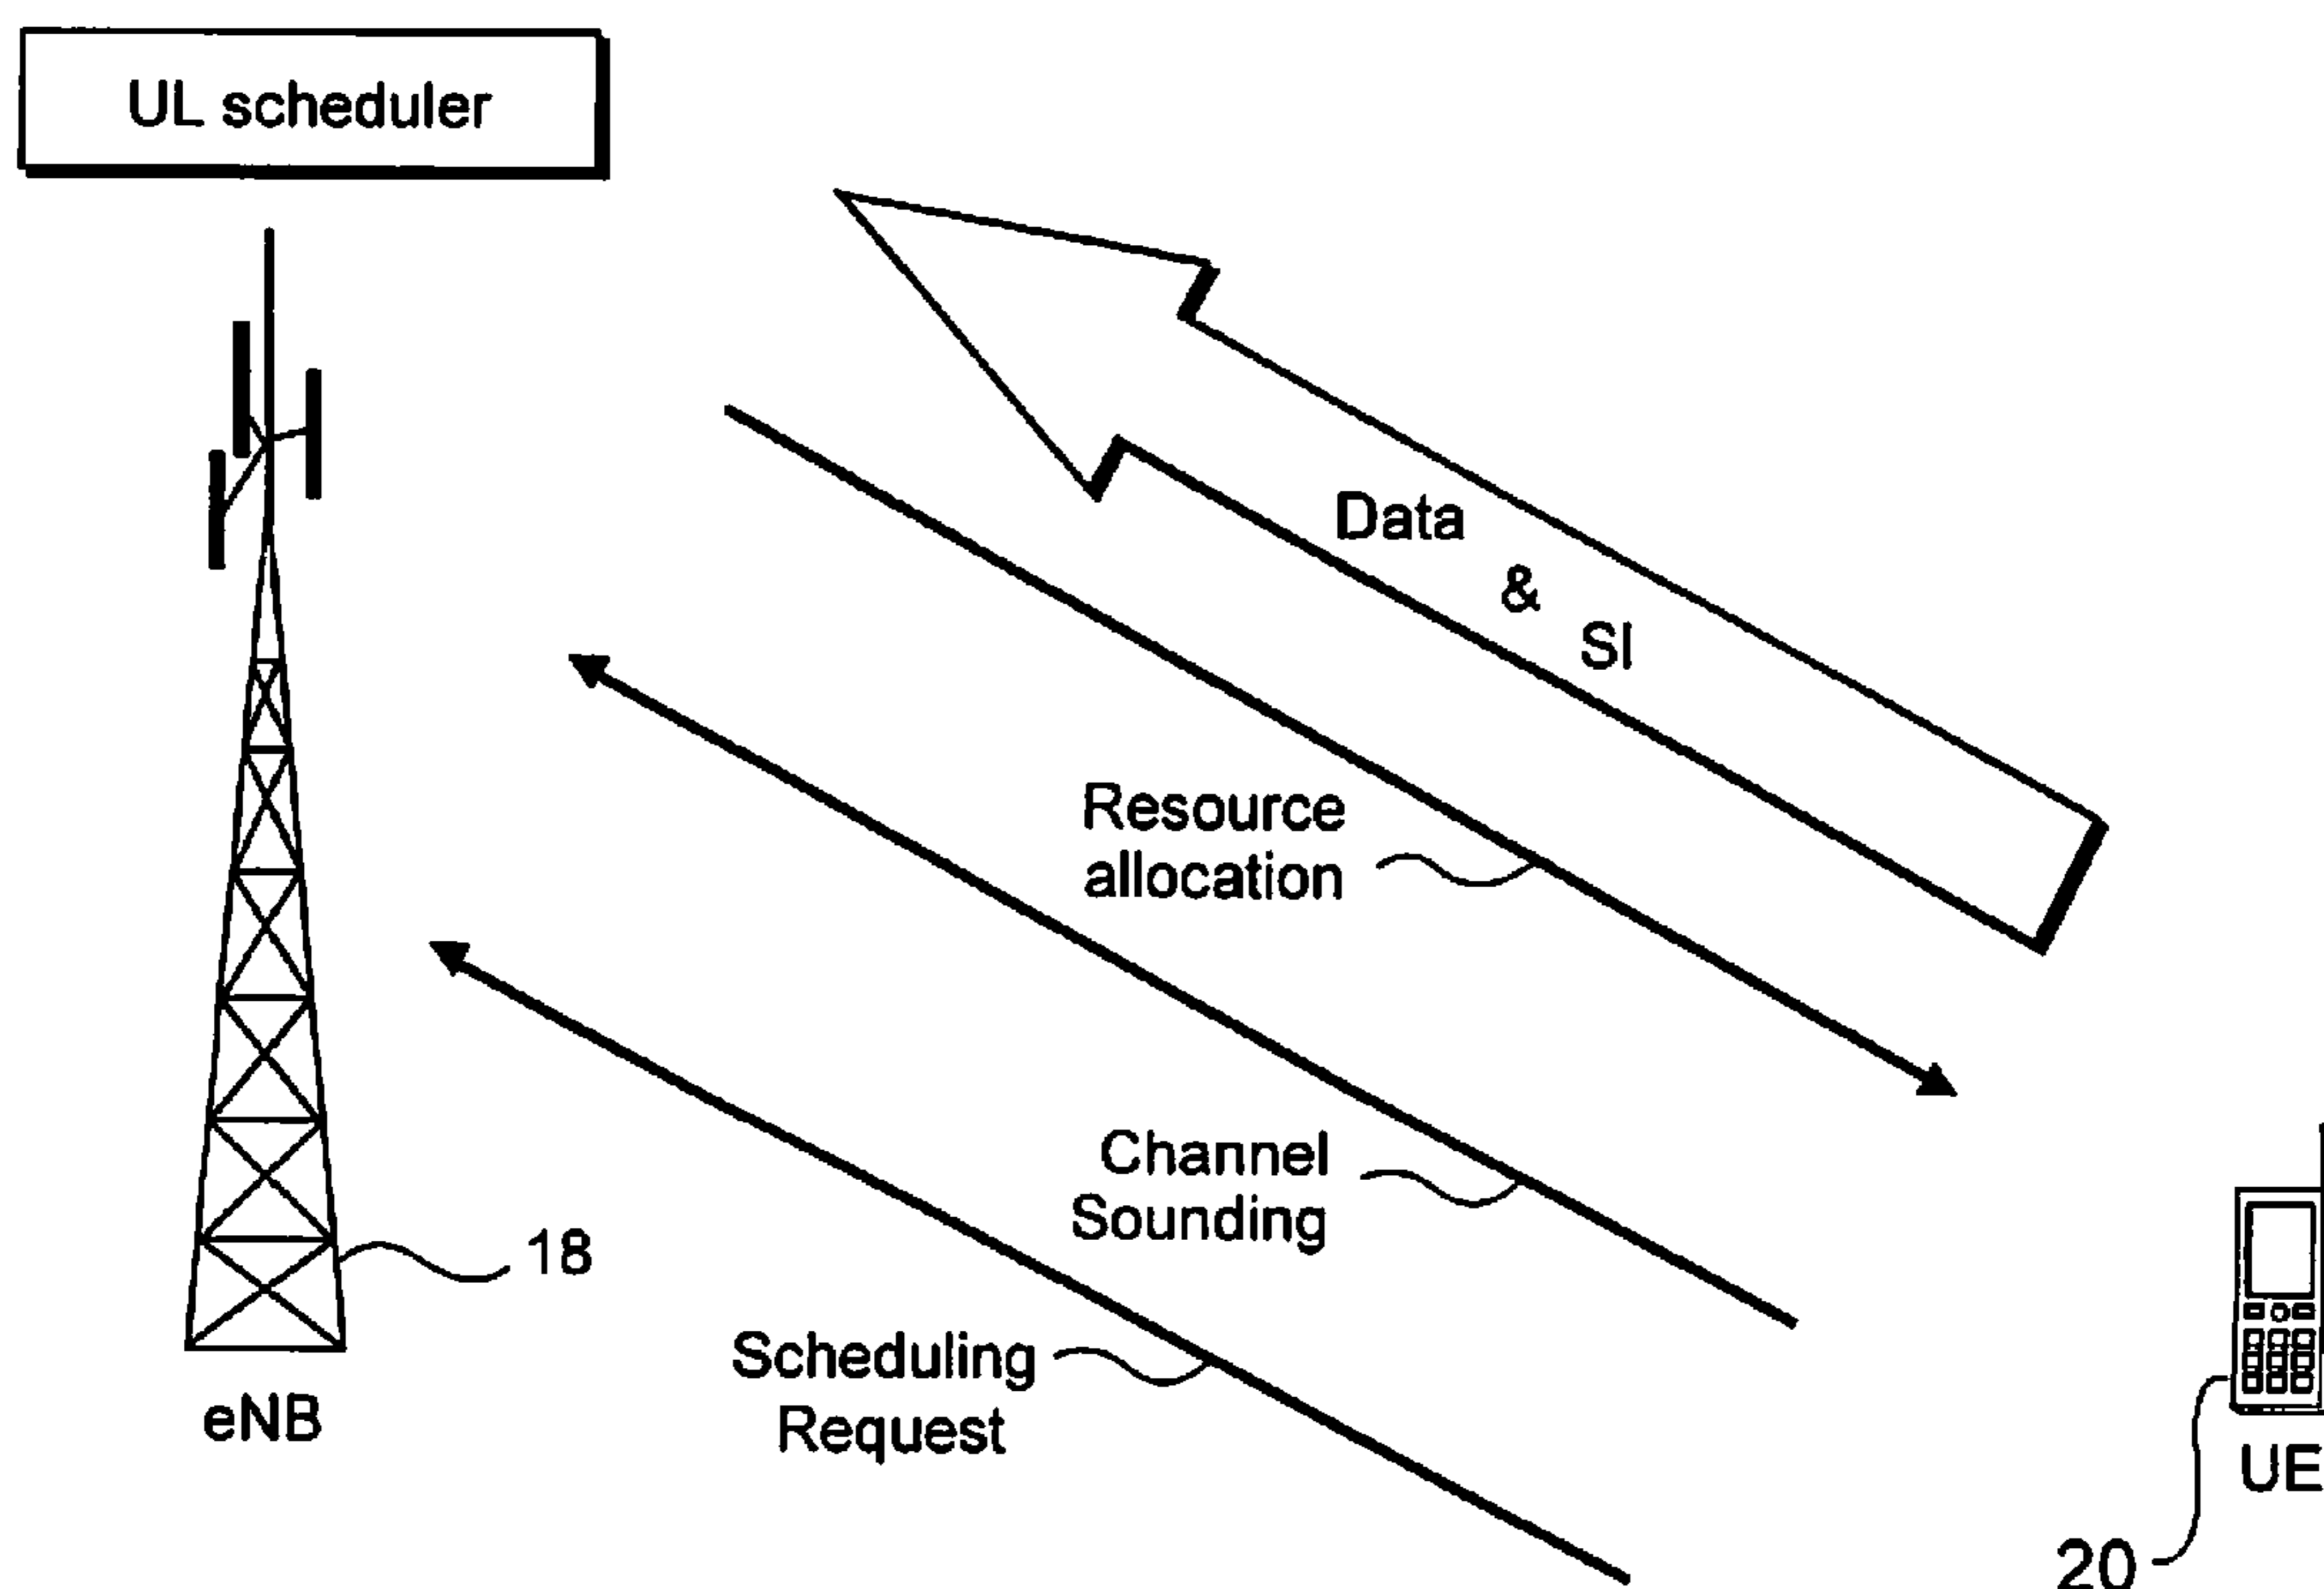 UL scheduler
Data
&
SI
Resource
allocation
Channel
Sounding
18
Scheduling
Request
eNB
UE
20